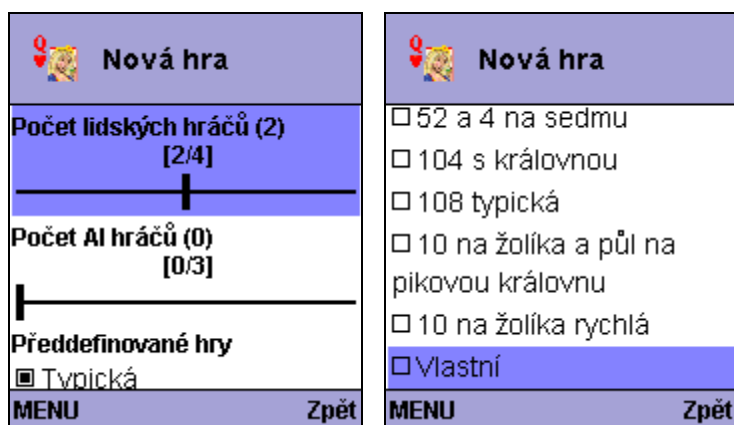 Q
Nová hra
Počet lidských hráčů (2)
[2/4]
Počet AI hráčů (0)
[0/3]
Předdefinované hry
Typická
MENU Zpět
Q
Nová hra
52 a 4 na sedmu
104 s královnou
108 typická
10 na žolíka a půl na
pikovou královnu
10 na žolíka rychlá
Vlastní
MENU Zpět